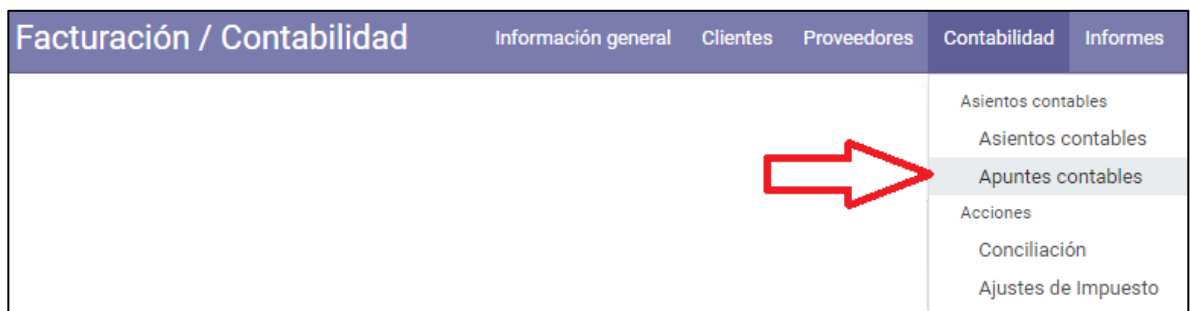 Facturación / Contabilidad Información general Clientes Proveedores Contabilidad Informes
Asientos contables
Asientos contables
Apuntes contables
Acciones
Conciliación
Ajustes de Impuesto